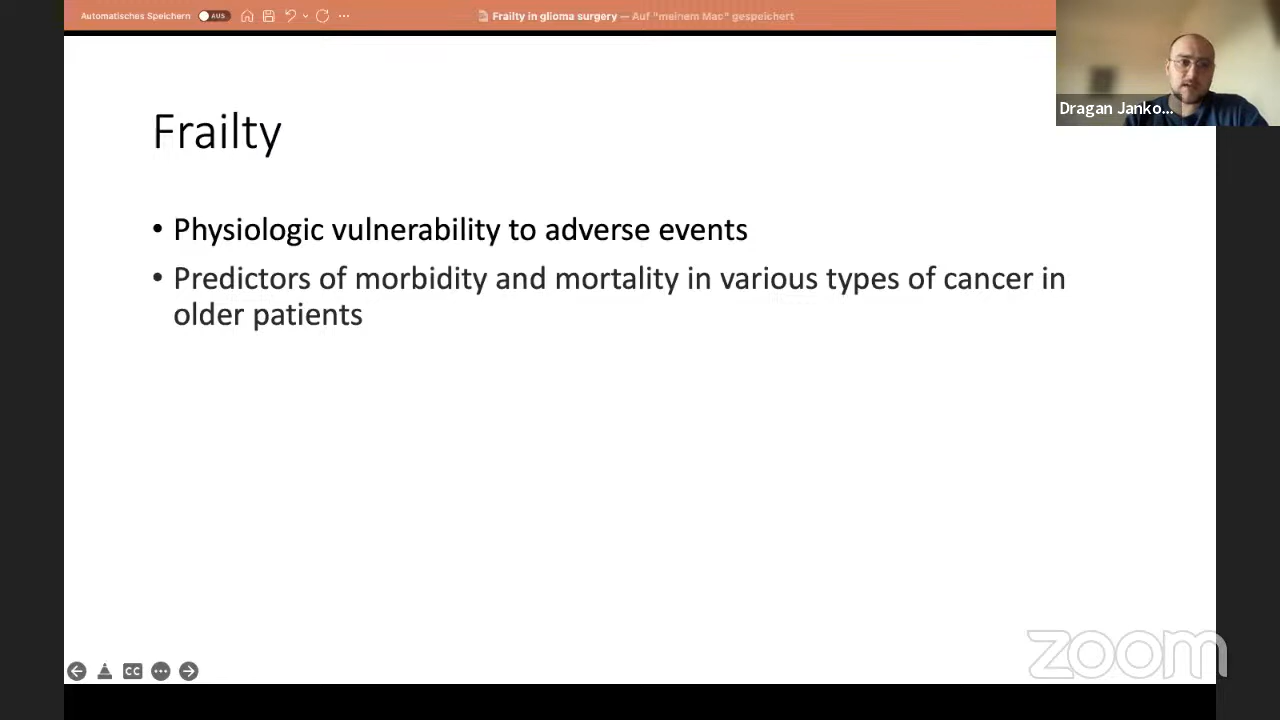 Automatisches Speichern AUS
Frailty in glioma surgery — Auf "meinem Mac" gespeichert
Dragan Janko...
Frailty
• Physiologic vulnerability to adverse events
• Predictors of morbidity and mortality in various types of cancer in
older patients
CC
zoom